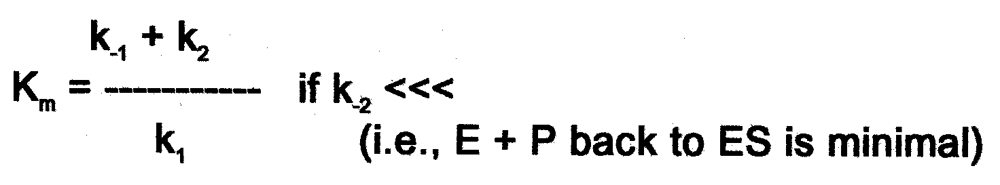 k₋₁ + k₂
Kₘ = ----------- if k₋₂ <<<
k₁ (i.e., E + P back to ES is minimal)